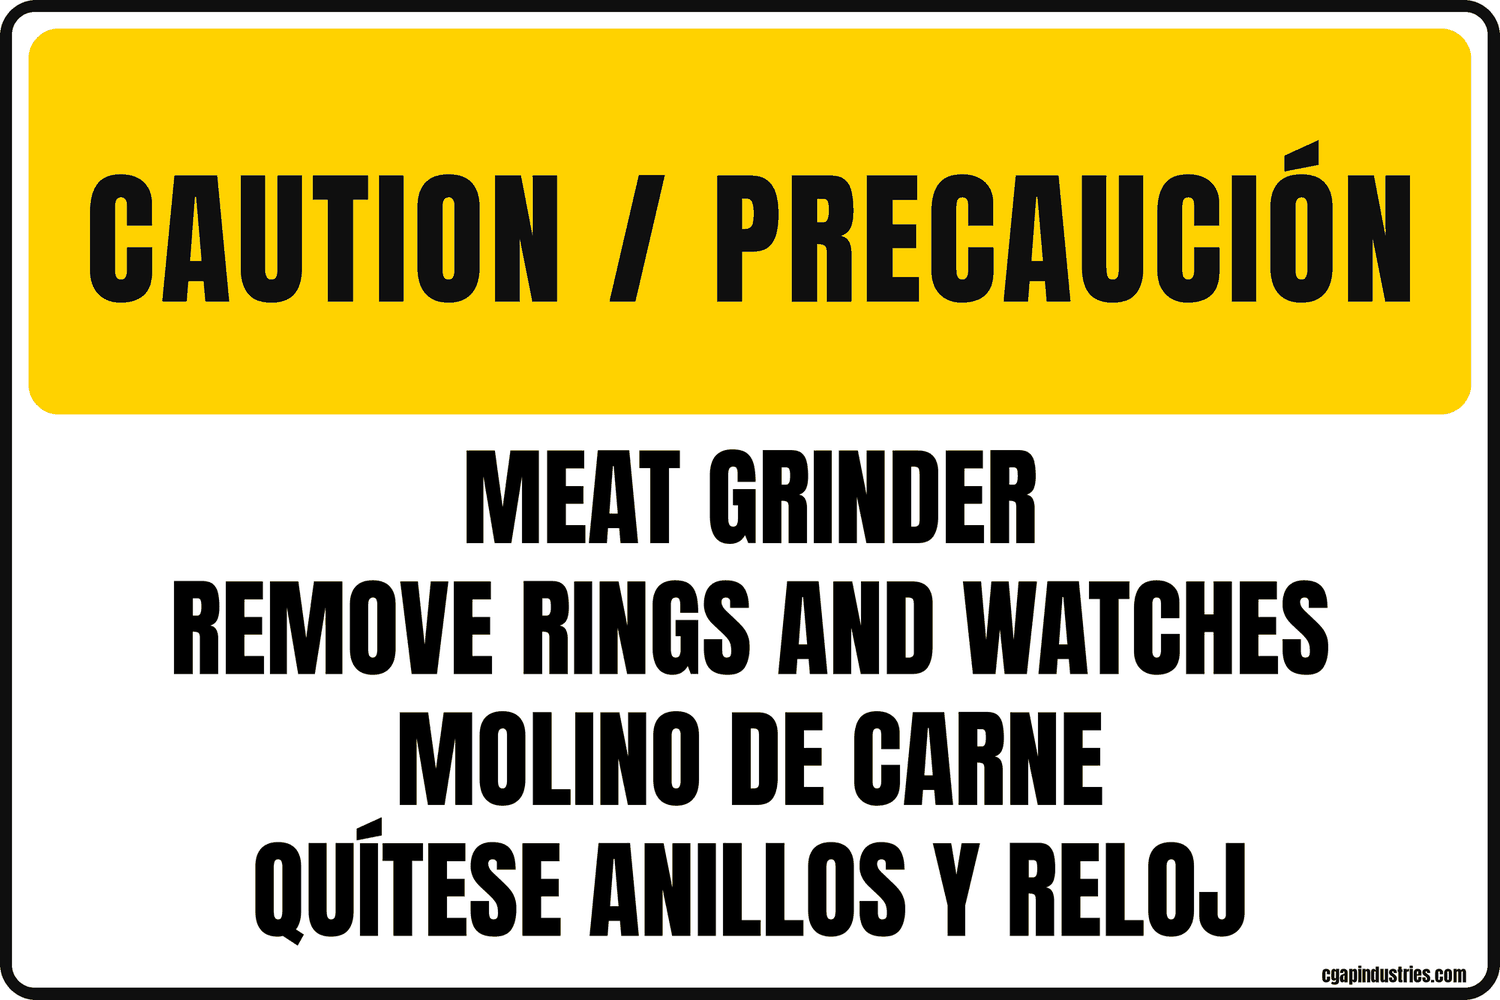 CAUTION / PRECAUCIÓN
MEAT GRINDER
REMOVE RINGS AND WATCHES
MOLINO DE CARNE
QUÍTESE ANILLOS Y RELOJ
cgapindustries.com